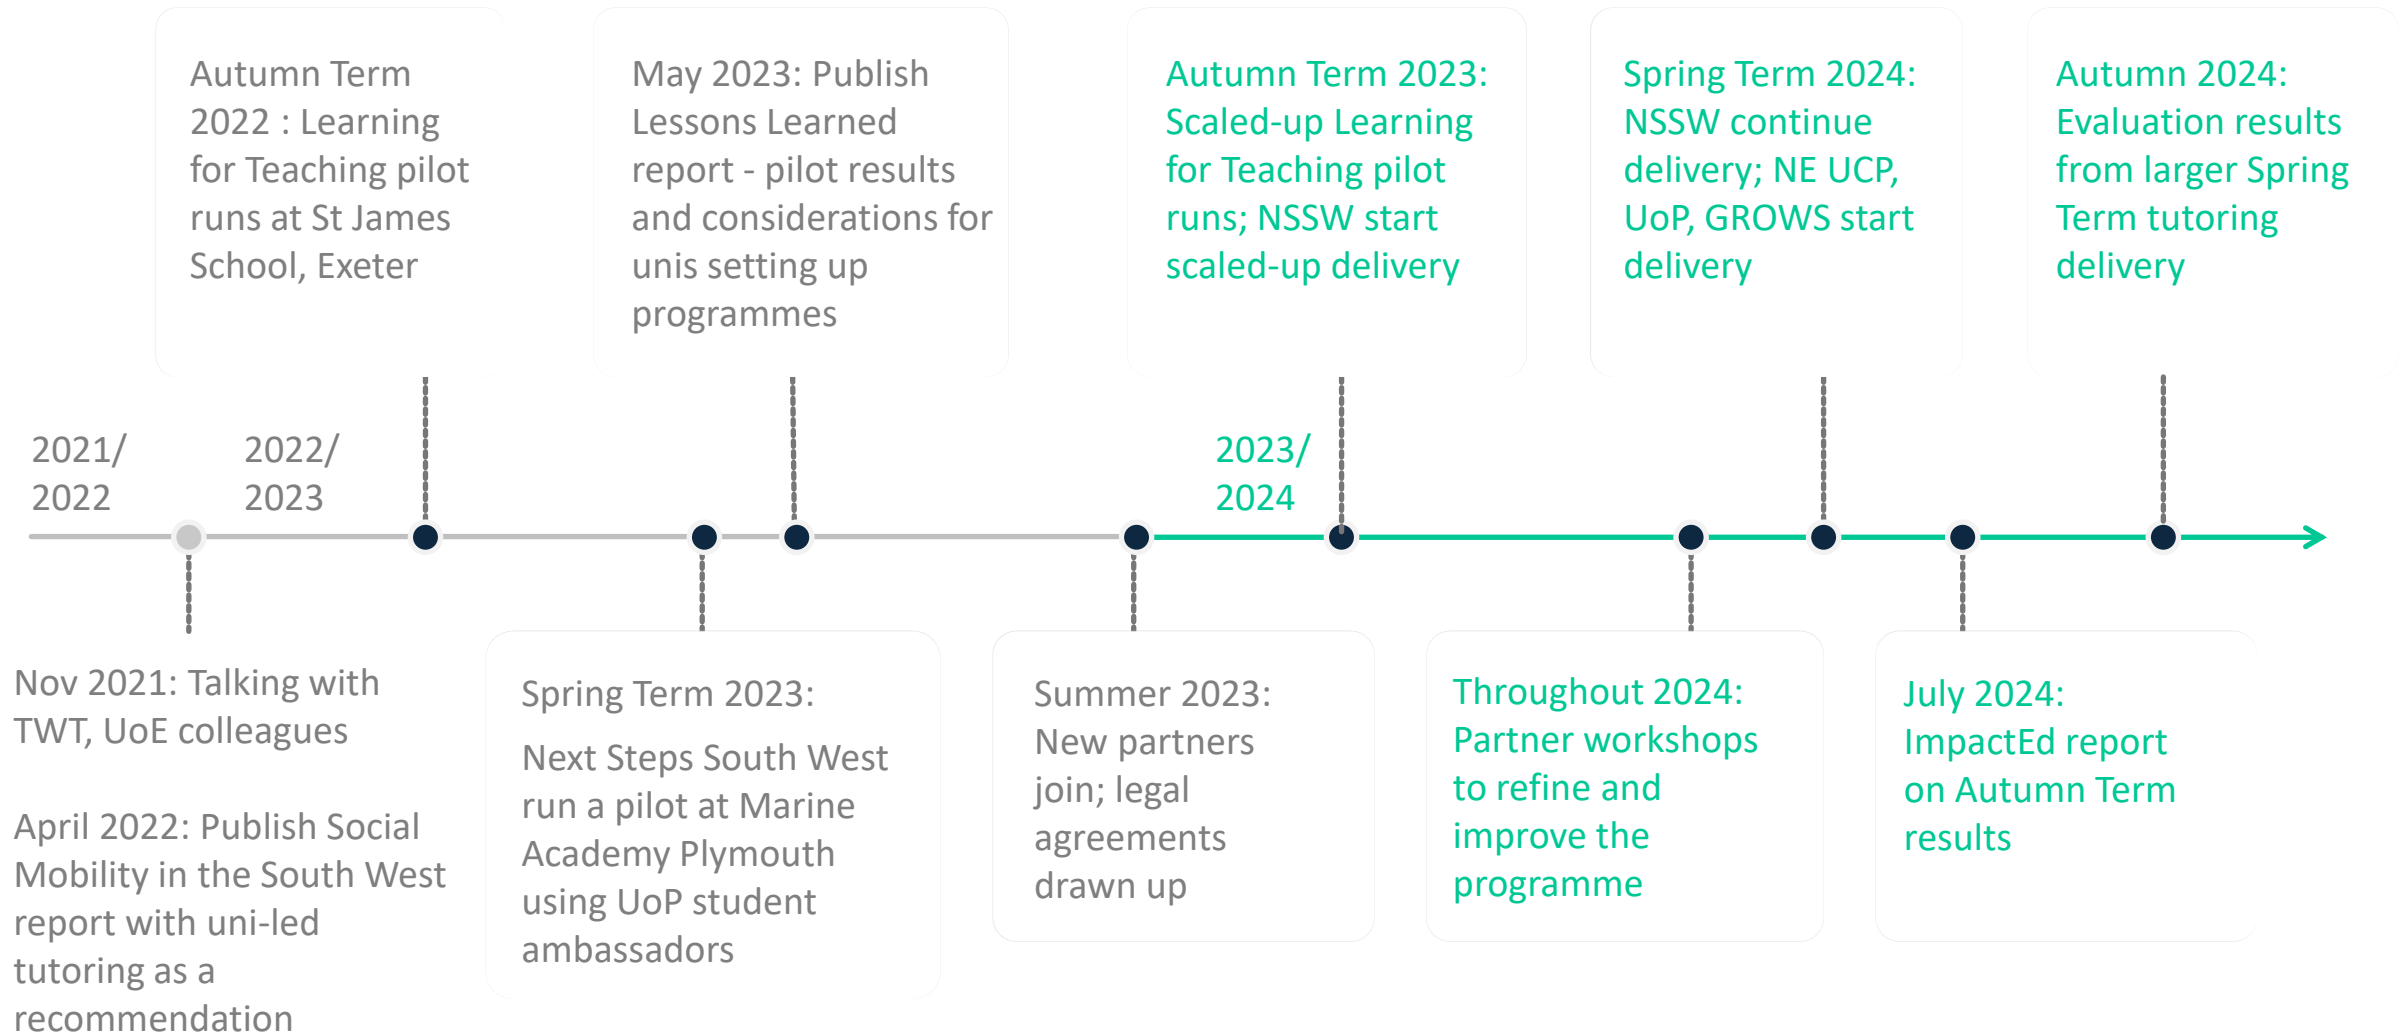 Autumn Term
2022 : Learning
for Teaching pilot
runs at St James
School, Exeter
May 2023: Publish
Lessons Learned
report - pilot results
and considerations for
unis setting up
programmes
Autumn Term 2023:
Scaled-up Learning
for Teaching pilot
runs; NSSW start
scaled-up delivery
Spring Term 2024:
NSSW continue
delivery; NE UCP,
UoP, GROWS start
delivery
Autumn 2024:
Evaluation results
from larger Spring
Term tutoring
delivery
2021/
2022
2022/
2023
2023/
2024
Nov 2021: Talking with
TWT, UoE colleagues
April 2022: Publish Social
Mobility in the South West
report with uni-led
tutoring as a
recommendation
Spring Term 2023:
Next Steps South West
run a pilot at Marine
Academy Plymouth
using UoP student
ambassadors
Summer 2023:
New partners
join; legal
agreements
drawn up
Throughout 2024:
Partner workshops
to refine and
improve the
programme
July 2024:
ImpactEd report
on Autumn Term
results